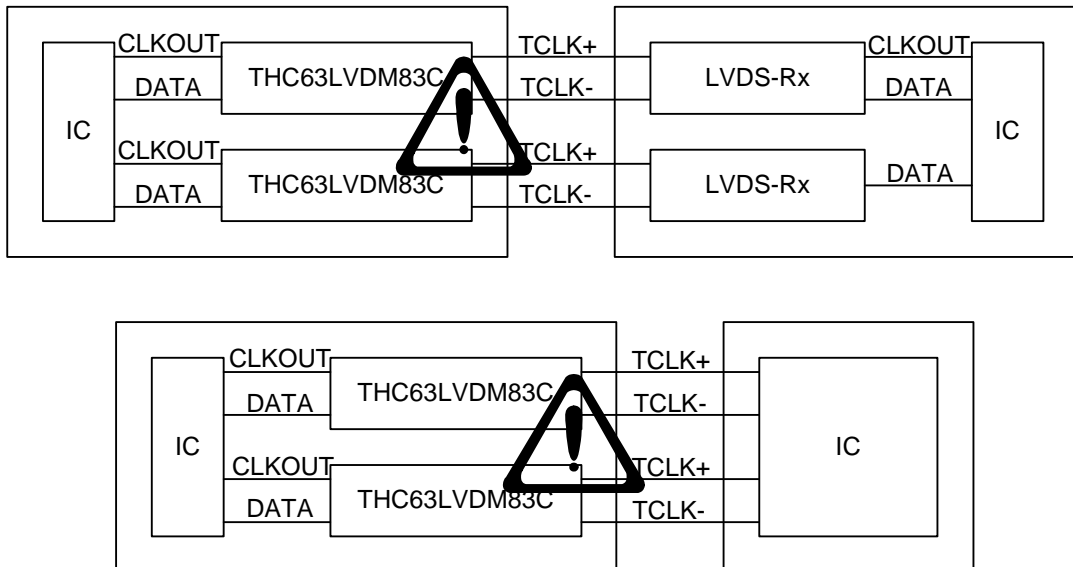 CLKOUT TCLK+ CLKOUT
THC63LVDM83C LVDS-Rx
DATA TCLK- DATA
IC IC
CLKOUT TCLK+
THC63LVDM83C LVDS-Rx DATA
DATA TCLK-
CLKOUT TCLK+
THC63LVDM83C
DATA TCLK-
IC IC
CLKOUT TCLK+
THC63LVDM83C
DATA TCLK-